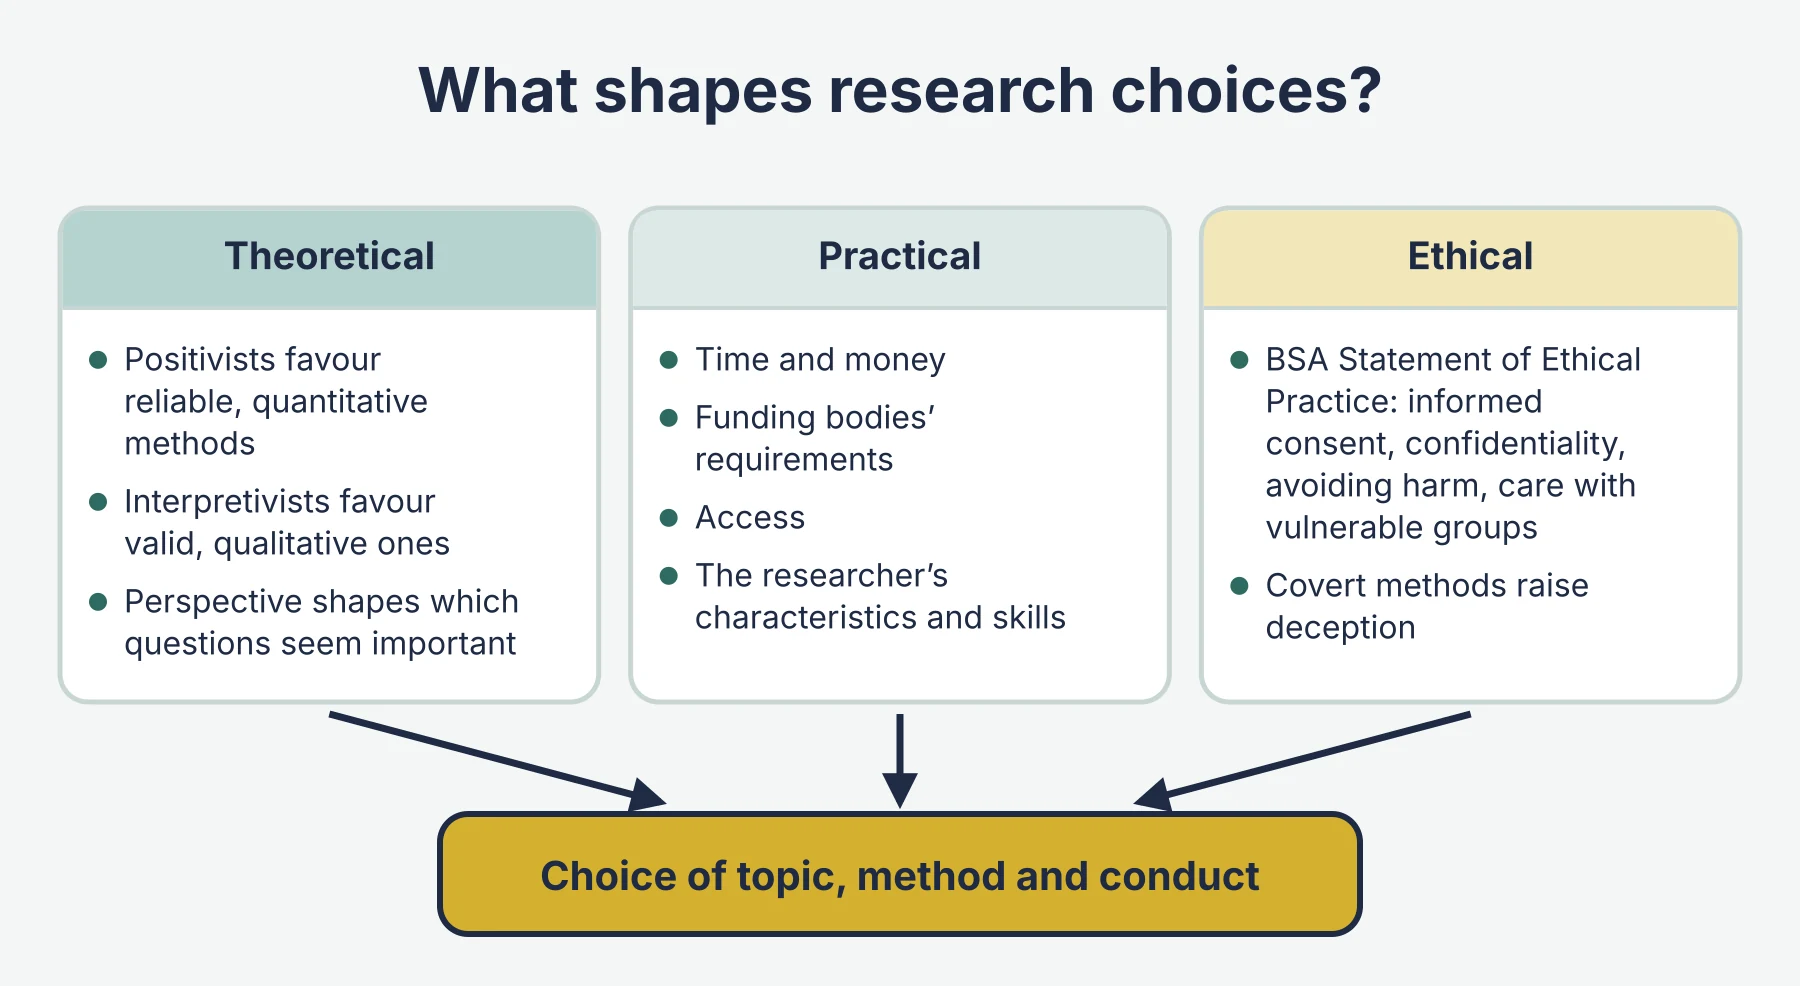 What shapes research choices?
Theoretical
Positivists favour
reliable, quantitative
methods
Interpretivists favour
valid, qualitative ones
Perspective shapes which
questions seem important
Practical
Time and money
Funding bodies’
requirements
Access
The researcher’s
characteristics and skills
Ethical
BSA Statement of Ethical
Practice: informed
consent, confidentiality,
avoiding harm, care with
vulnerable groups
Covert methods raise
deception
Choice of topic, method and conduct